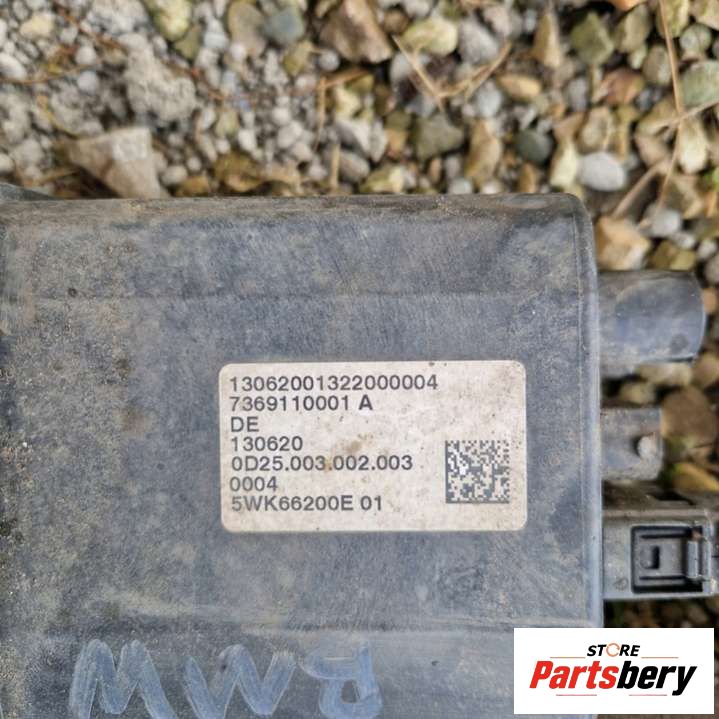 13062001322000004
7369110001 A
DE
130620
0D25.003.002.003
0004
5WK66200E 01
BMW
STORE
Partsbery